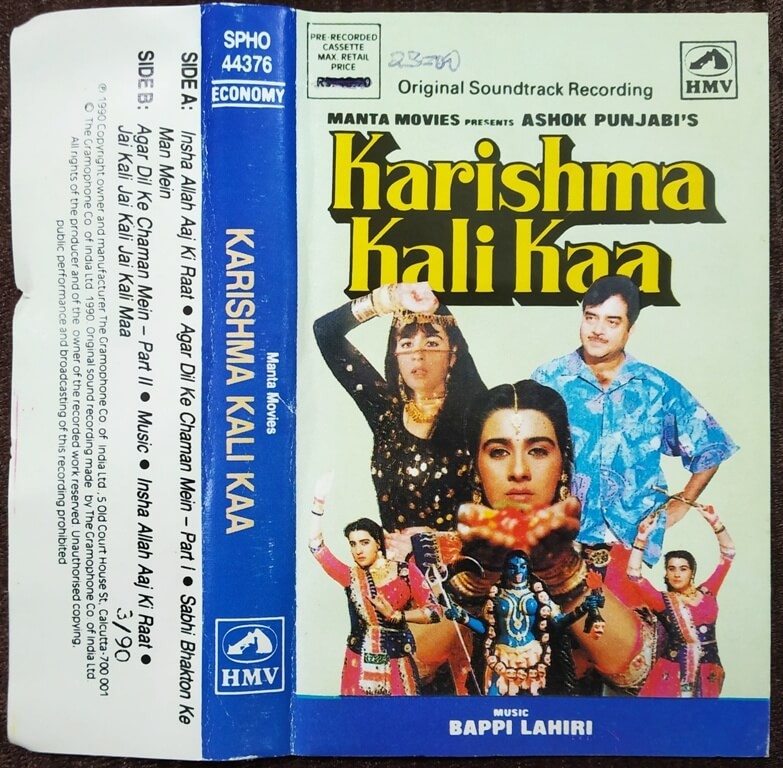 SIDE A: Insha Allah Aaj Ki Raat • Agar Dil Ke Chaman Mein – Part I • Sabhi Bhakton Ke
Man Mein
SIDE B: Agar Dil Ke Chaman Mein – Part II • Music • Insha Allah Aaj Ki Raat •
Jai Kali Jai Kali Jai Kali Maa
3/90
℗ 1990 Copyright owner and manufacturer The Gramophone Co. of India Ltd., 5 Old Court House St. Calcutta-700 001
© The Gramophone Co. of India Ltd. 1990. Original sound recording made by The Gramophone Co. of India Ltd
All rights of the producer and of the owner of the recorded work reserved. Unauthorised copying,
public performance and broadcasting of this recording prohibited
SPHO
44376
ECONOMY
Manta Movies
KARISHMA KALI KAA
HMV
PRE-RECORDED
CASSETTE
MAX. RETAIL
PRICE
HMV
Original Soundtrack Recording
MANTA MOVIES PRESENTS ASHOK PUNJABI'S
Karishma
Kali Kaa
MUSIC
BAPPI LAHIRI